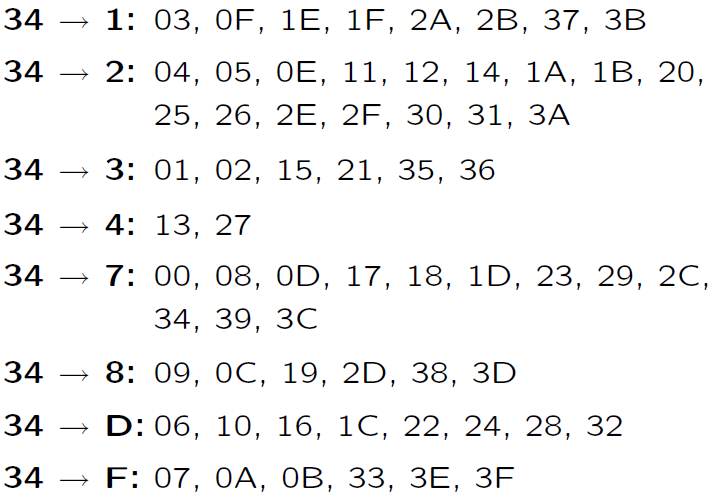 34 → 1: 03, 0F, 1E, 1F, 2A, 2B, 37, 3B
34 → 2: 04, 05, 0E, 11, 12, 14, 1A, 1B, 20,
25, 26, 2E, 2F, 30, 31, 3A
34 → 3: 01, 02, 15, 21, 35, 36
34 → 4: 13, 27
34 → 7: 00, 08, 0D, 17, 18, 1D, 23, 29, 2C,
34, 39, 3C
34 → 8: 09, 0C, 19, 2D, 38, 3D
34 → D: 06, 10, 16, 1C, 22, 24, 28, 32
34 → F: 07, 0A, 0B, 33, 3E, 3F